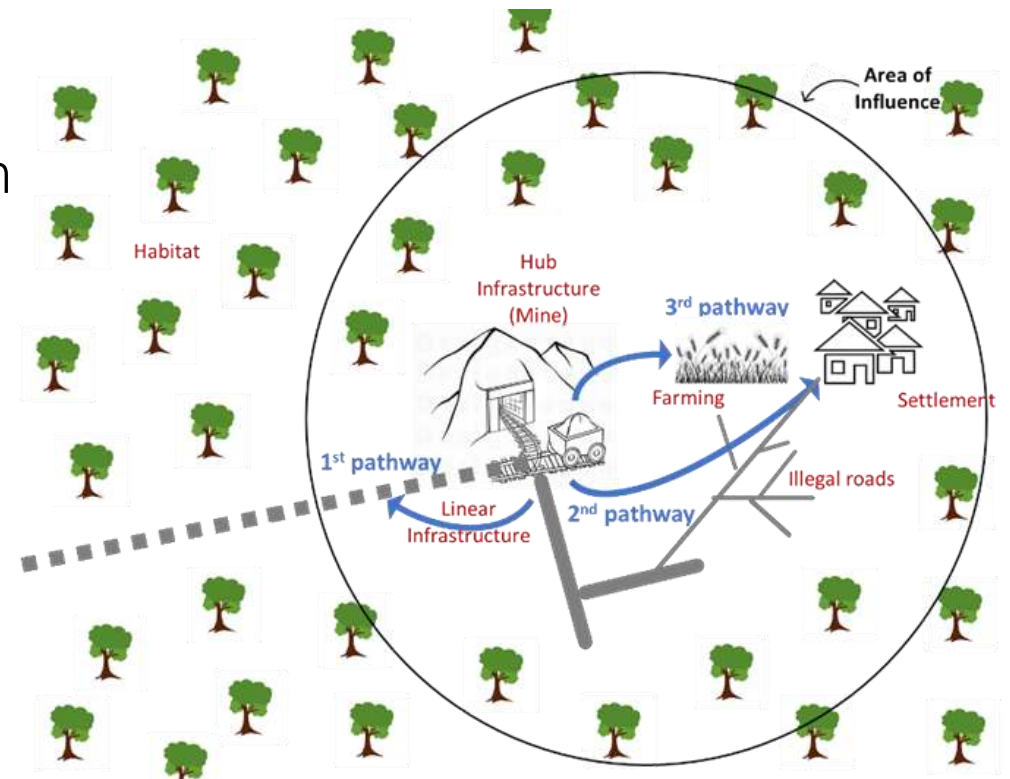 Area of
Influence
n
Habitat
Hub
Infrastructure
(Mine)
3rd pathway
Farming
Settlement
1st pathway
Illegal roads
Linear
Infrastructure
2nd pathway